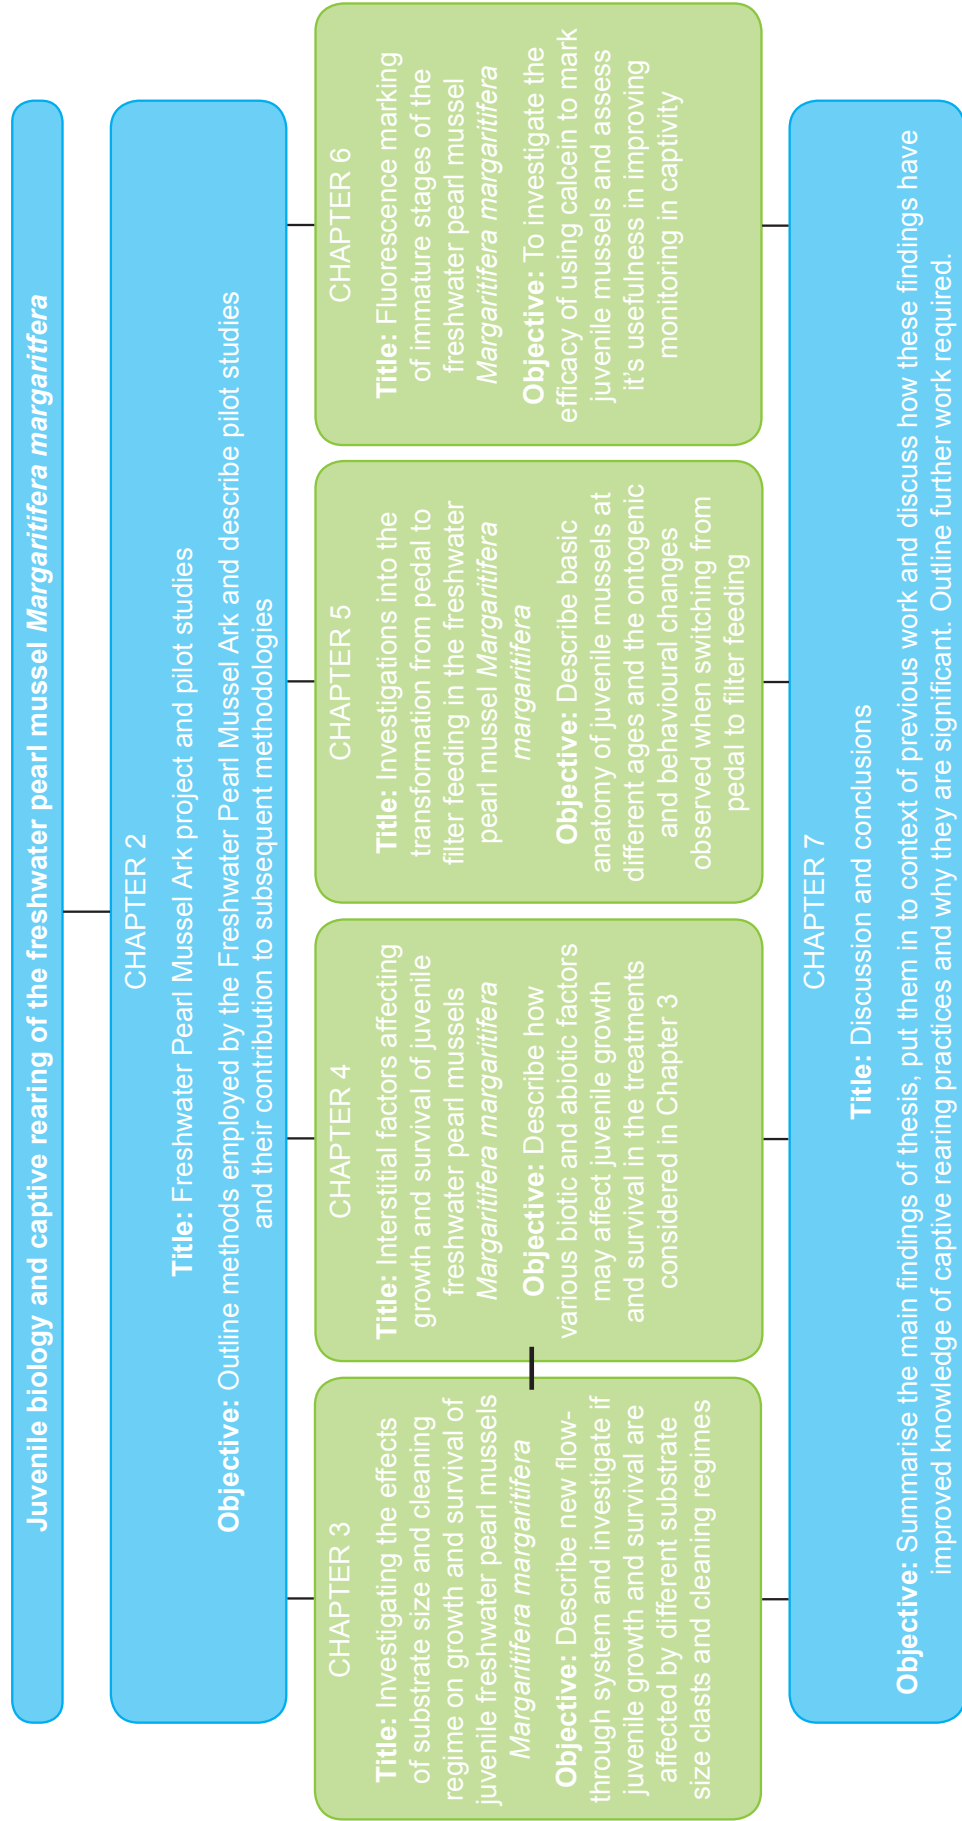 Juvenile biology and captive rearing of the freshwater pearl mussel Margaritifera margaritifera
CHAPTER 2
Title: Freshwater Pearl Mussel Ark project and pilot studies
Objective: Outline methods employed by the Freshwater Pearl Mussel Ark and describe pilot studies
and their contribution to subsequent methodologies
CHAPTER 3
Title: Investigating the effects
of substrate size and cleaning
regime on growth and survival of
juvenile freshwater pearl mussels
Margaritifera margaritifera
Objective: Describe new flow-
through system and investigate if
juvenile growth and survival are
affected by different substrate
size clasts and cleaning regimes
CHAPTER 4
Title: Interstitial factors affecting
growth and survival of juvenile
freshwater pearl mussels
Margaritifera margaritifera
Objective: Describe how
various biotic and abiotic factors
may affect juvenile growth
and survival in the treatments
considered in Chapter 3
CHAPTER 5
Title: Investigations into the
transformation from pedal to
filter feeding in the freshwater
pearl mussel Margaritifera
margaritifera
Objective: Describe basic
anatomy of juvenile mussels at
different ages and the ontogenic
and behavioural changes
observed when switching from
pedal to filter feeding
CHAPTER 6
Title: Fluorescence marking
of immature stages of the
freshwater pearl mussel
Margaritifera margaritifera
Objective: To investigate the
efficacy of using calcein to mark
juvenile mussels and assess
it's usefulness in improving
monitoring in captivity
CHAPTER 7
Title: Discussion and conclusions
Objective: Summarise the main findings of thesis, put them in to context of previous work and discuss how these findings have
improved knowledge of captive rearing practices and why they are significant. Outline further work required.